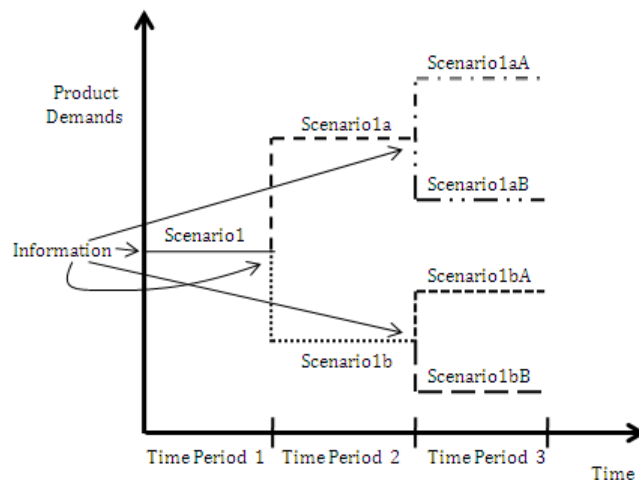 Scenario1aA
Product
Demands
Scenario1a
Scenario1aB
Scenario1
Information
Scenario1bA
Scenario1b
Scenario1bB
Time Period 1
Time Period 2
Time Period 3
Time